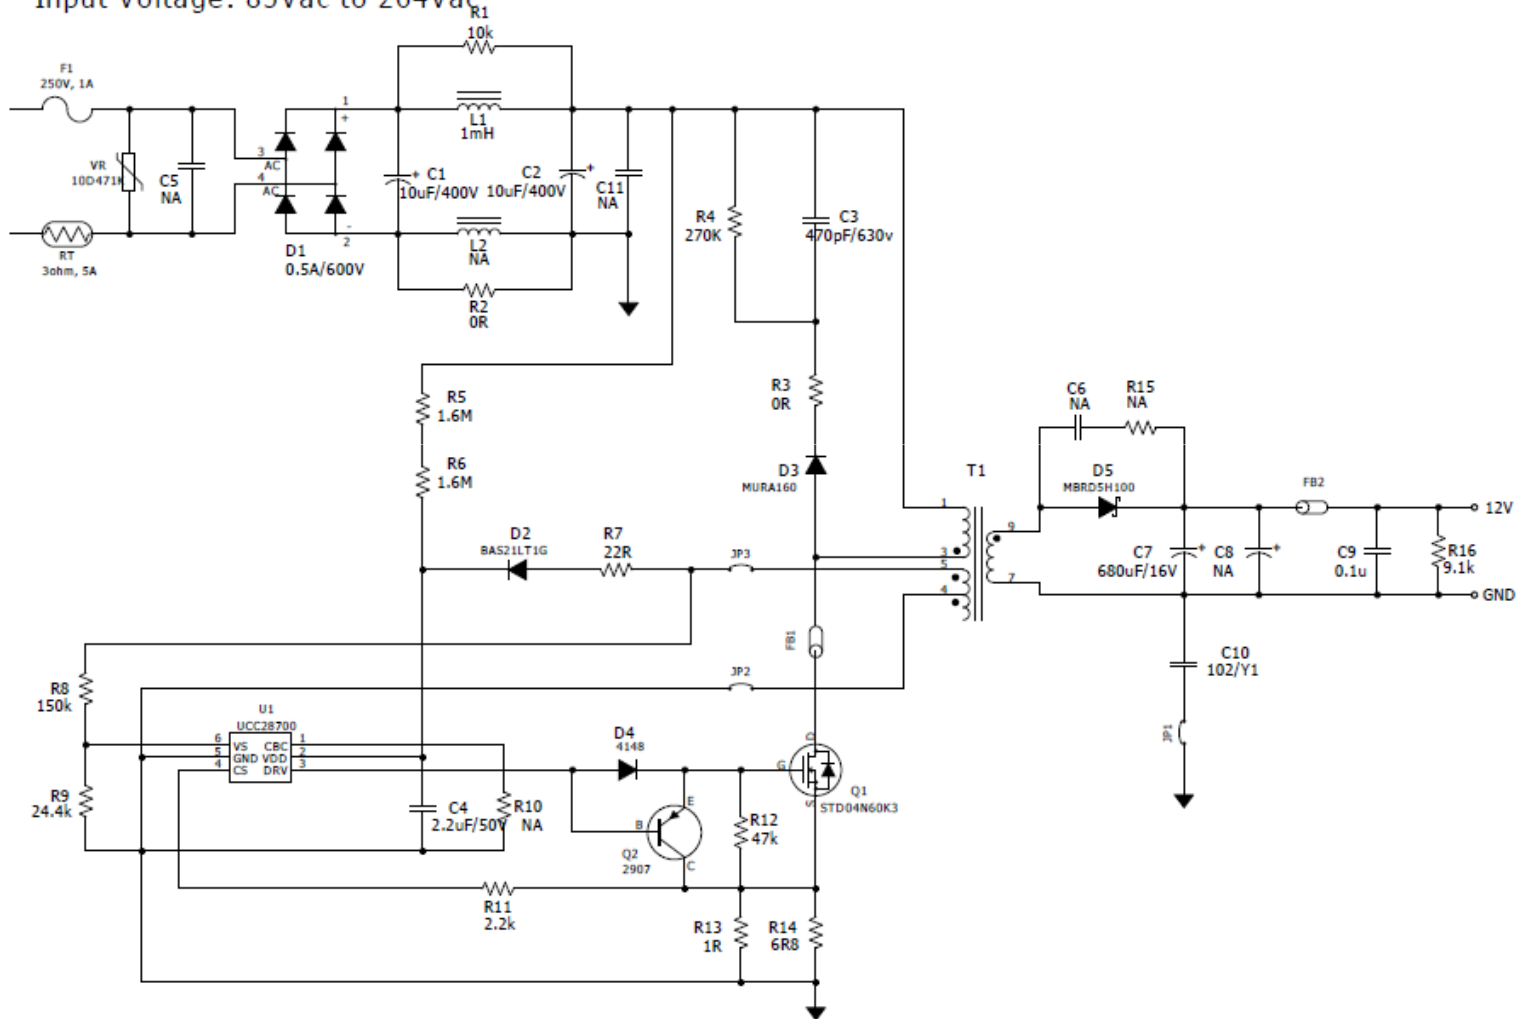 Input Voltage: 85Vac to 264Vac
R1
10k
F1
250V, 1A
1
+
L1
1mH
3
AC
VR
10D471K
C5
NA
4
AC
C1
+
10uF/400V
C2
+
10uF/400V
C11
NA
R4
270K
C3
470pF/630v
-
2
D1
0.5A/600V
L2
NA
RT
3ohm, 5A
R2
0R
R5
1.6M
R3
0R
C6
NA
R15
NA
R6
1.6M
D3
MURA160
T1
D5
MBRD5H100
FB2
1
12V
9
D2
BAS21LT1G
R7
22R
JP3
3
5
4
7
C7
+
680uF/16V
C8
+
NA
C9
0.1u
R16
9.1k
GND
FB1
JP2
C10
102/Y1
R8
150k
U1
UCC28700
6
VS
CBC
1
5
GND
VDD
2
4
CS
DRV
3
D4
4148
D
G
S
Q1
STD04N60K3
JP1
R9
24.4k
C4
2.2uF/50V
R10
NA
E
B
C
Q2
2907
R12
47k
R11
2.2k
R13
1R
R14
6R8